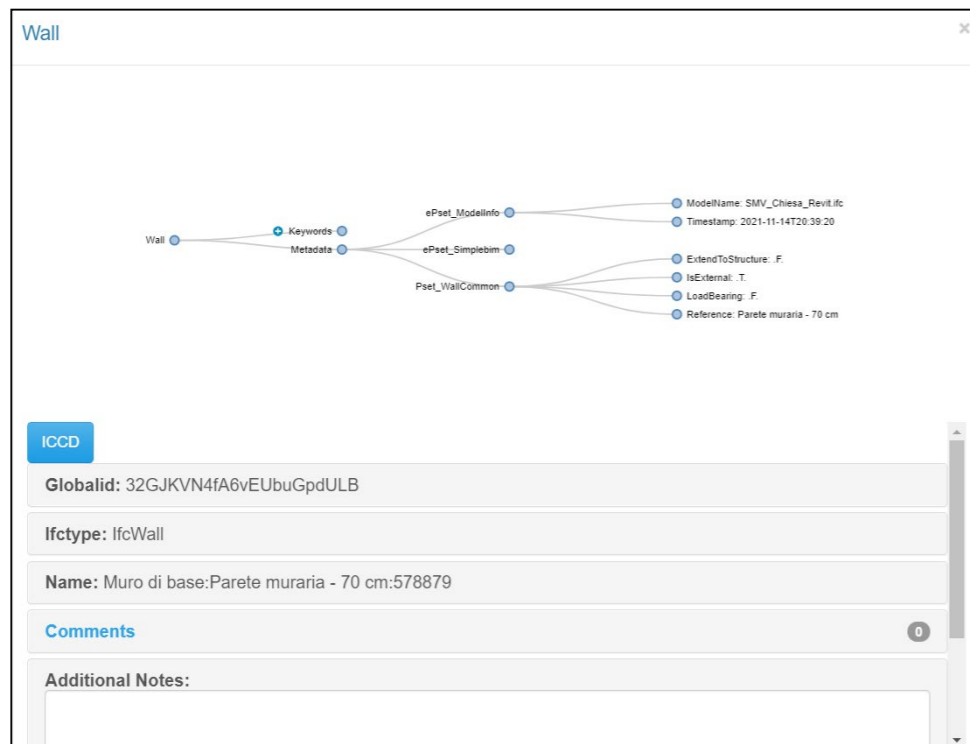 Wall
×
ePset_ModelInfo
ModelName: SMV_Chiesa_Revit.ifc
Timestamp: 2021-11-14T20:39:20
Wall
Keywords
Metadata
ePset_Simplebim
Pset_WallCommon
ExtendToStructure: .F.
IsExternal: .T.
LoadBearing: .F.
Reference: Parete muraria - 70 cm
ICCD
Globalid: 32GJKVN4fA6vEUbuGpdULB
Ifctype: IfcWall
Name: Muro di base:Parete muraria - 70 cm:578879
Comments 0
Additional Notes: